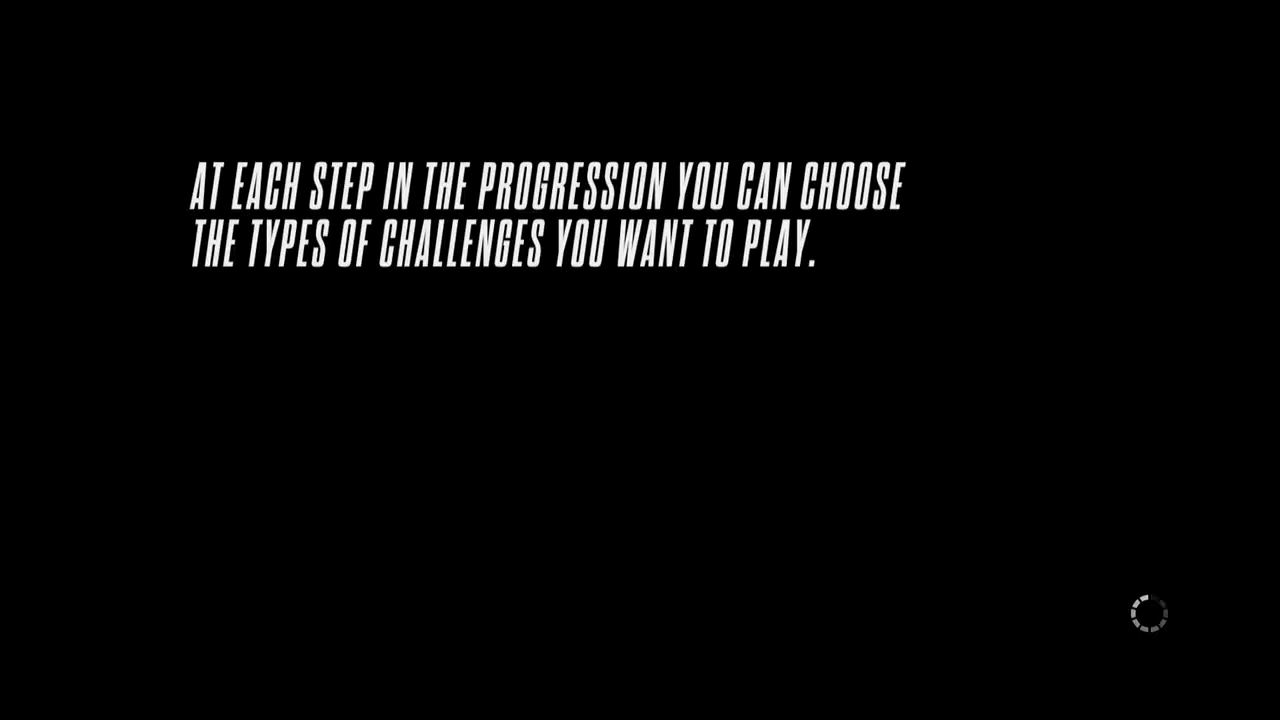 AT EACH STEP IN THE PROGRESSION YOU CAN CHOOSE
THE TYPES OF CHALLENGES YOU WANT TO PLAY.